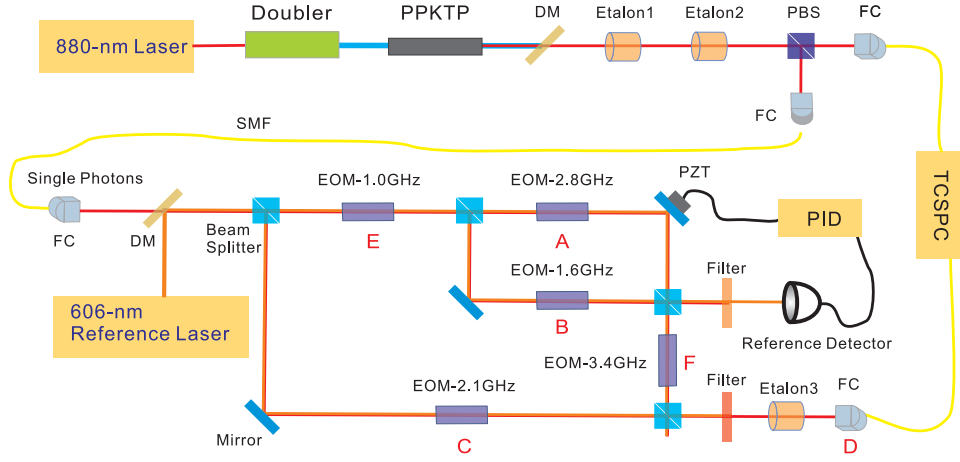 Doubler
PPKTP
DM
Etalon1
Etalon2
PBS
FC
880-nm Laser
FC
SMF
TCSPC
Single Photons
EOM-1.0GHz
EOM-2.8GHz
PZT
PID
FC
DM
Beam
Splitter
E
A
EOM-1.6GHz
Filter
606-nm
Reference Laser
B
Reference Detector
EOM-3.4GHz
F
EOM-2.1GHz
Filter
Etalon3
FC
Mirror
C
D